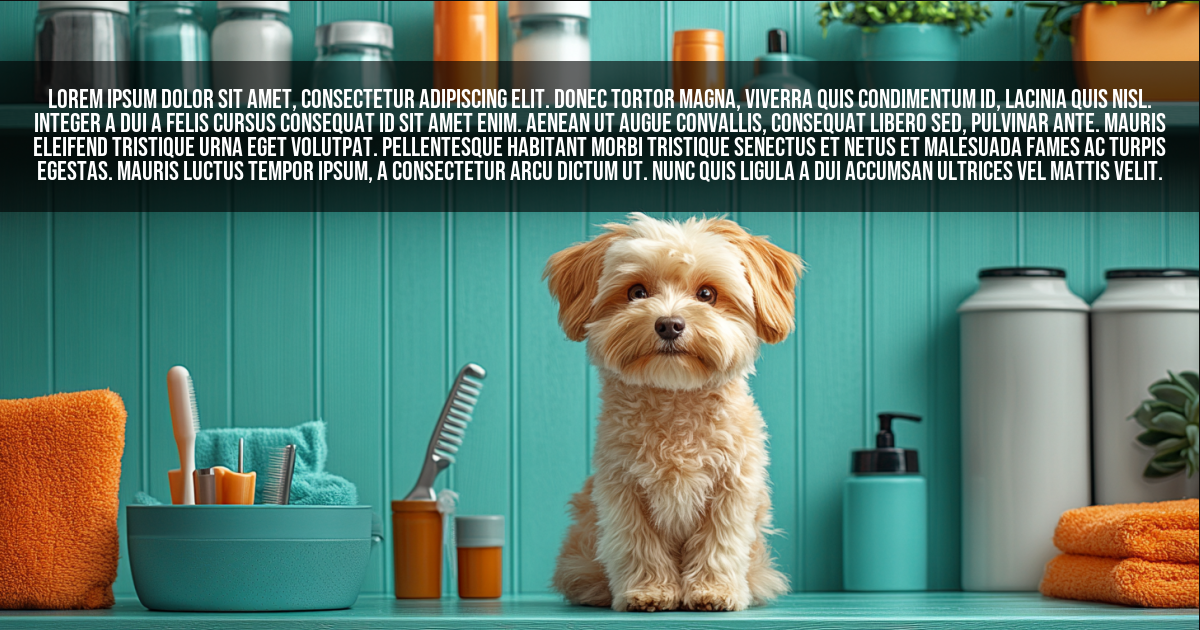 LOREM IPSUM DOLOR SIT AMET, CONSECTETUR ADIPISCING ELIT. DONEC TORTOR MAGNA, VIVERRA QUIS CONDIMENTUM ID, LACINIA QUIS NISL.
INTEGER A DUI A FELIS CURSUS CONSEQUAT ID SIT AMET ENIM. AENEAN UT AUGUE CONVALLIS, CONSEQUAT LIBERO SED, PULVINAR ANTE. MAURIS
ELEIFEND TRISTIQUE URNA EGET VOLUTPAT. PELLENTESQUE HABITANT MORBI TRISTIQUE SENECTUS ET NETUS ET MALESUADA FAMES AC TURPIS
EGESTAS. MAURIS LUCTUS TEMPOR IPSUM, A CONSECTETUR ARCU DICTUM UT. NUNC QUIS LIGULA A DUI ACCUMSAN ULTRICES VEL MATTIS VELIT.